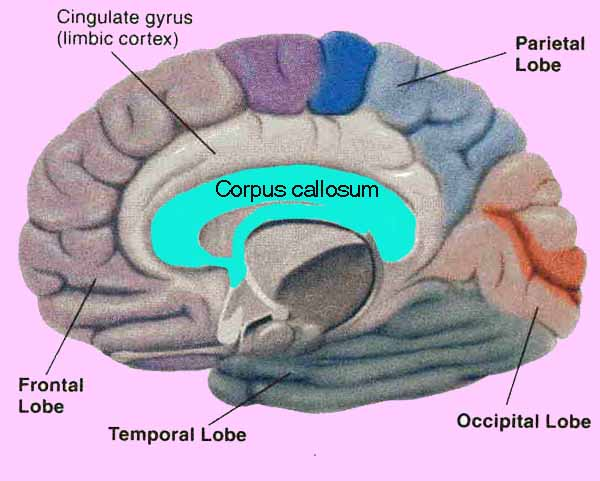 Cingulate gyrus
(limbic cortex)
Parietal
Lobe
Corpus callosum
Frontal
Lobe
Temporal Lobe
Occipital Lobe